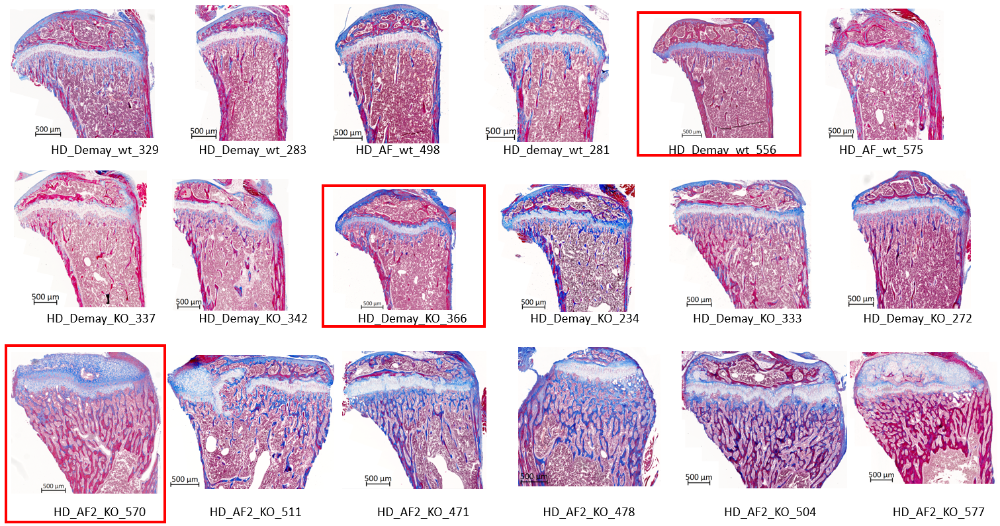 500 µm
500 µm
500 µm
500 µm
500 µm
500 µm
HD_Demay_wt_329
HD_Demay_wt_283
HD_AF_wt_498
HD_demay_wt_281
HD_Demay_wt_556
HD_AF_wt_575
500 µm
500 µm
500 µm
500 µm
500 µm
500 µm
HD_Demay_KO_337
HD_Demay_KO_342
HD_Demay_KO_366
HD_Demay_KO_234
HD_Demay_KO_333
HD_Demay_KO_272
500 µm
500 µm
500 µm
500 µm
500 µm
500 µm
HD_AF2_KO_570
HD_AF2_KO_511
HD_AF2_KO_471
HD_AF2_KO_478
HD_AF2_KO_504
HD_AF2_KO_577